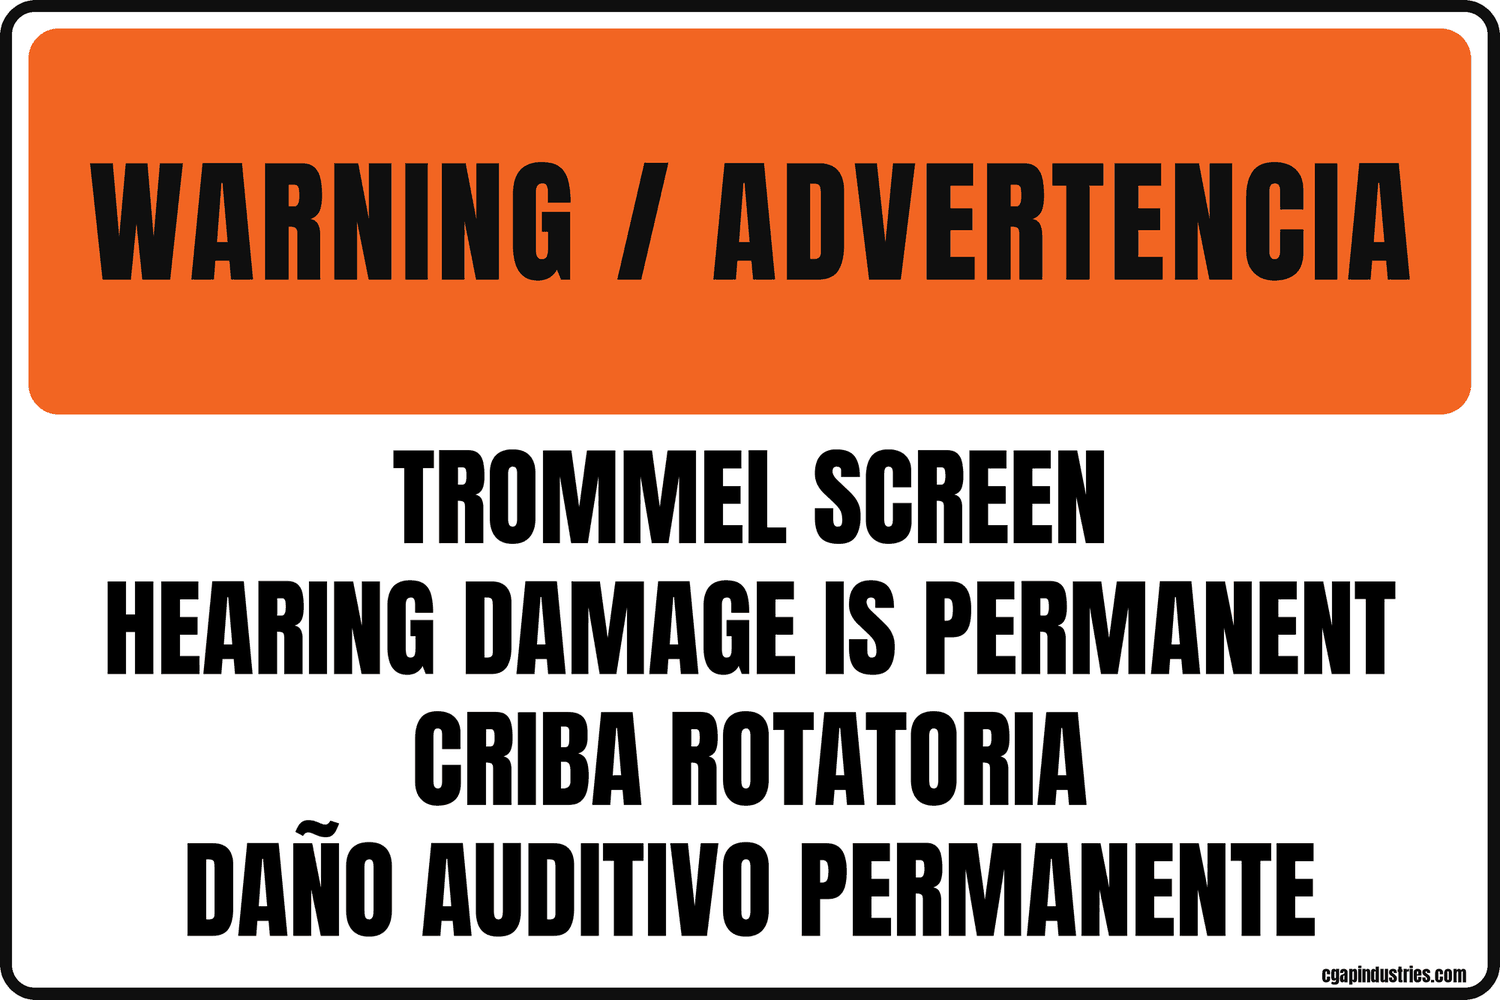 WARNING / ADVERTENCIA
TROMMEL SCREEN
HEARING DAMAGE IS PERMANENT
CRIBA ROTATORIA
DAÑO AUDITIVO PERMANENTE
cgapindustries.com